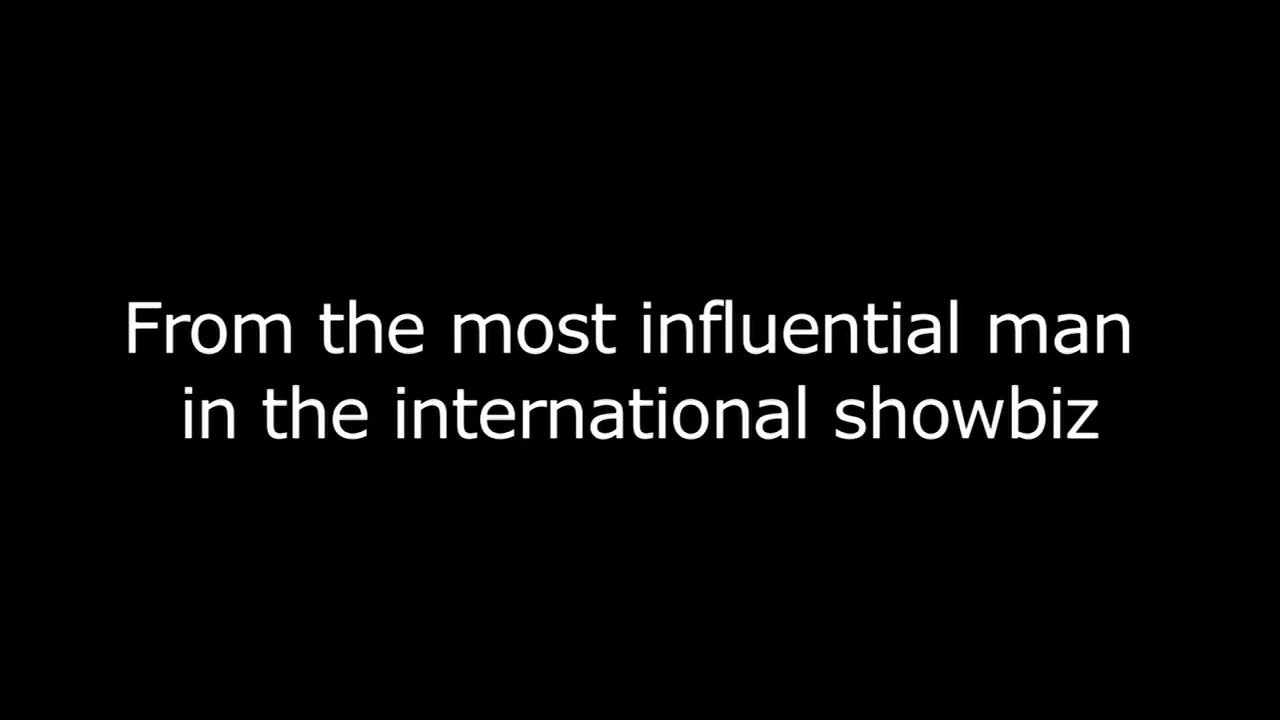 From the most influential man
in the international showbiz